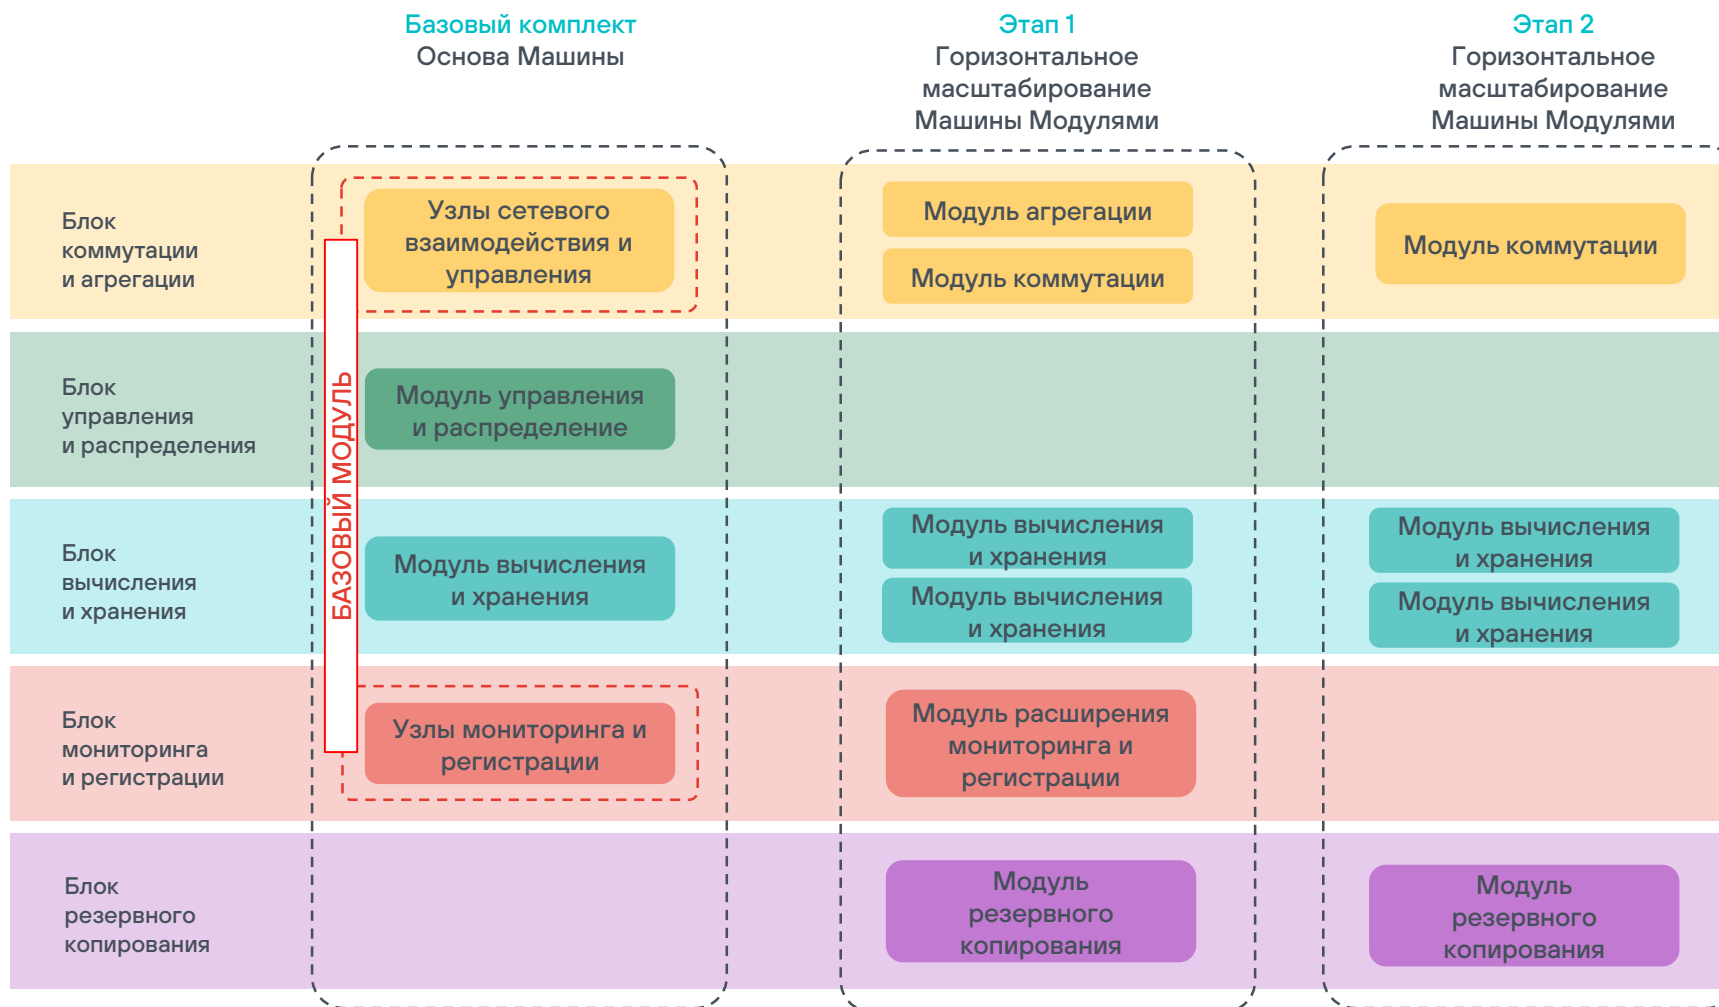 Базовый комплект
Основа Машины
Этап 1
Горизонтальное
масштабирование
Машины Модулями
Этап 2
Горизонтальное
масштабирование
Машины Модулями
Блок
коммутации
и агрегации
Узлы сетевого
взаимодействия и
управления
Модуль агрегации
Модуль коммутации
Модуль коммутации
БАЗОВЫЙ МОДУЛЬ
Блок
управления
и распределения
Модуль управления
и распределение
Блок
вычисления
и хранения
Модуль вычисления
и хранения
Модуль вычисления
и хранения
Модуль вычисления
и хранения
Модуль вычисления
и хранения
Модуль вычисления
и хранения
Блок
мониторинга
и регистрации
Узлы мониторинга и
регистрации
Модуль расширения
мониторинга и
регистрации
Блок
резервного
копирования
Модуль
резервного
копирования
Модуль
резервного
копирования